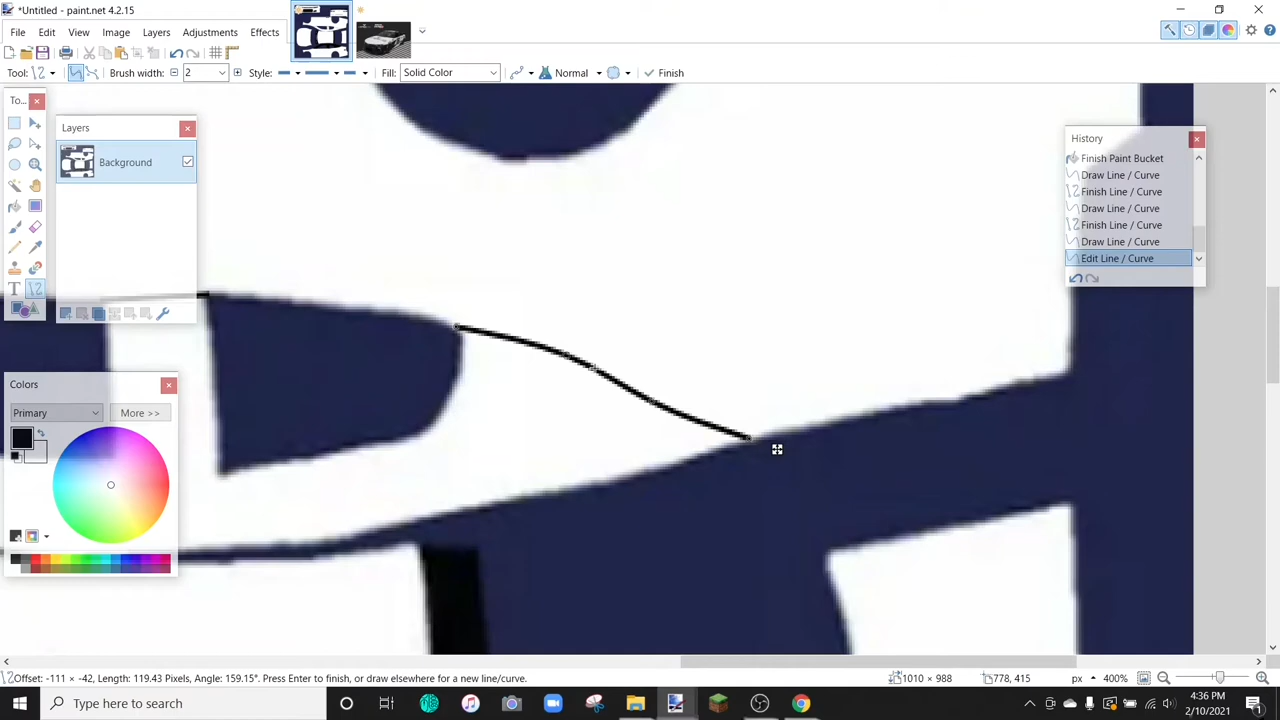 *Untitled - paint.net 4.2.15
File Edit View Image Layers Adjustments Effects
Tool: Brush width: 2 Style: Fill: Solid Color Normal Finish
To...
Layers
Background
History
Finish Paint Bucket
Draw Line / Curve
Finish Line / Curve
Draw Line / Curve
Finish Line / Curve
Draw Line / Curve
Edit Line / Curve
Colors
Primary More >>
Offset: -111 × -42, Length: 119.43 Pixels, Angle: 159.15°. Press Enter to finish, or draw elsewhere for a new line/curve. 1010 × 988 778, 415 px 400%
Type here to search
4:36 PM
2/10/2021